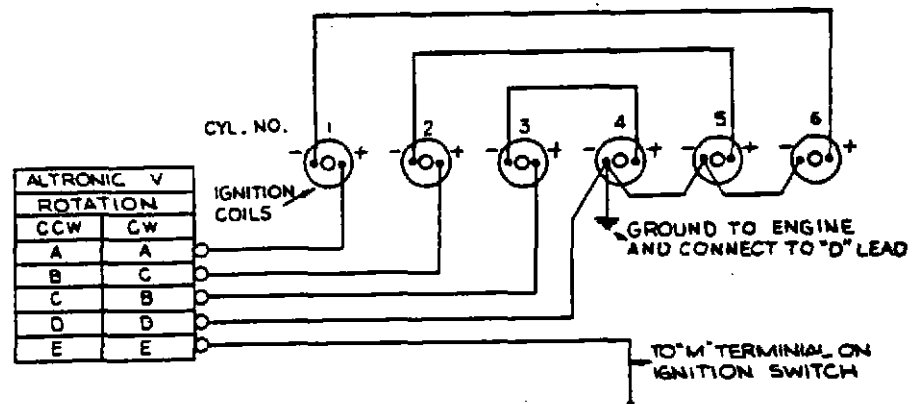 CYL. NO.
1
2
3
4
5
6
- +
- +
- +
- +
- +
- +
ALTRONIC V
ROTATION
CCW CW
A A
B C
C B
D D
E E
IGNITION
COILS
GROUND TO ENGINE
AND CONNECT TO "D" LEAD
TO "M" TERMINIAL ON
IGNITION SWITCH